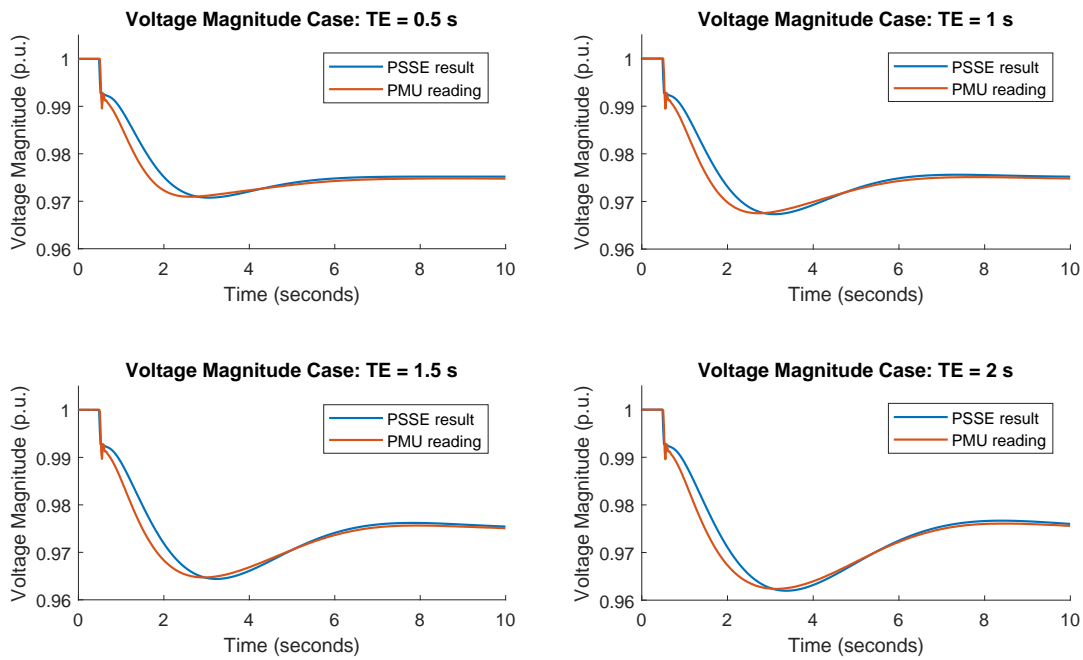 Voltage Magnitude Case: TE = 0.5 s
Voltage Magnitude (p.u.)
1
0.99
0.98
0.97
0.96
PSSE result
PMU reading
0 2 4 6 8 10
Time (seconds)
Voltage Magnitude Case: TE = 1 s
Voltage Magnitude (p.u.)
1
0.99
0.98
0.97
0.96
PSSE result
PMU reading
0 2 4 6 8 10
Time (seconds)
Voltage Magnitude Case: TE = 1.5 s
Voltage Magnitude (p.u.)
1
0.99
0.98
0.97
0.96
PSSE result
PMU reading
0 2 4 6 8 10
Time (seconds)
Voltage Magnitude Case: TE = 2 s
Voltage Magnitude (p.u.)
1
0.99
0.98
0.97
0.96
PSSE result
PMU reading
0 2 4 6 8 10
Time (seconds)